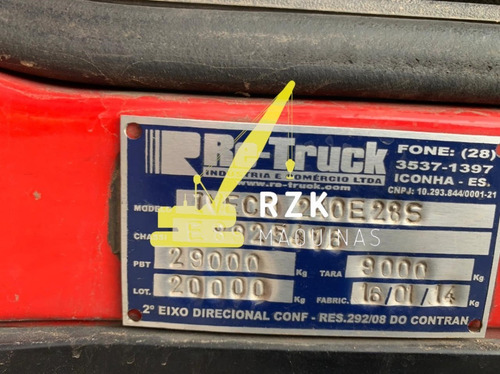 Re-Truck
INDUSTRIA E COMÉRCIO LTDA
www.re-truck.com
FONE: (28)
3537-1397
ICONHA - ES.
CNPJ: 10.293.844/0001-21
RZK
MÁQUINAS
MODELO 0E28S
CHASSI
PBT 29000 Kg TARA 9000 Kg
LOT. 20000 Kg FABRIC. 16/01/14
2º EIXO DIRECIONAL CONF - RES.292/08 DO CONTRAN